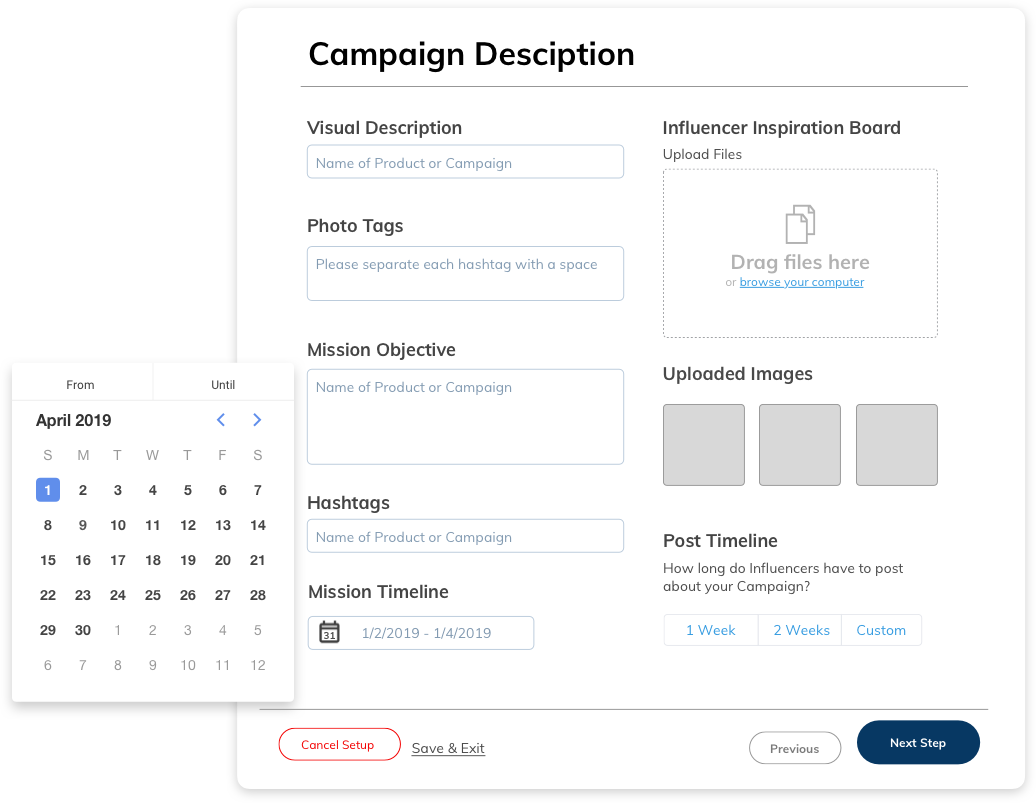 Campaign Desciption
Visual Description
Name of Product or Campaign
Photo Tags
Please separate each hashtag with a space
Mission Objective
Name of Product or Campaign
Hashtags
Name of Product or Campaign
Mission Timeline
31 1/2/2019 - 1/4/2019
Influencer Inspiration Board
Upload Files
Drag files here
or browse your computer
Uploaded Images
Post Timeline
How long do Influencers have to post
about your Campaign?
1 Week 2 Weeks Custom
From Until
April 2019
S M T W T F S
1 2 3 4 5 6 7
8 9 10 11 12 13 14
15 16 17 18 19 20 21
22 23 24 25 26 27 28
29 30 1 2 3 4 5
6 7 8 9 10 11 12
Cancel Setup Save & Exit Previous Next Step